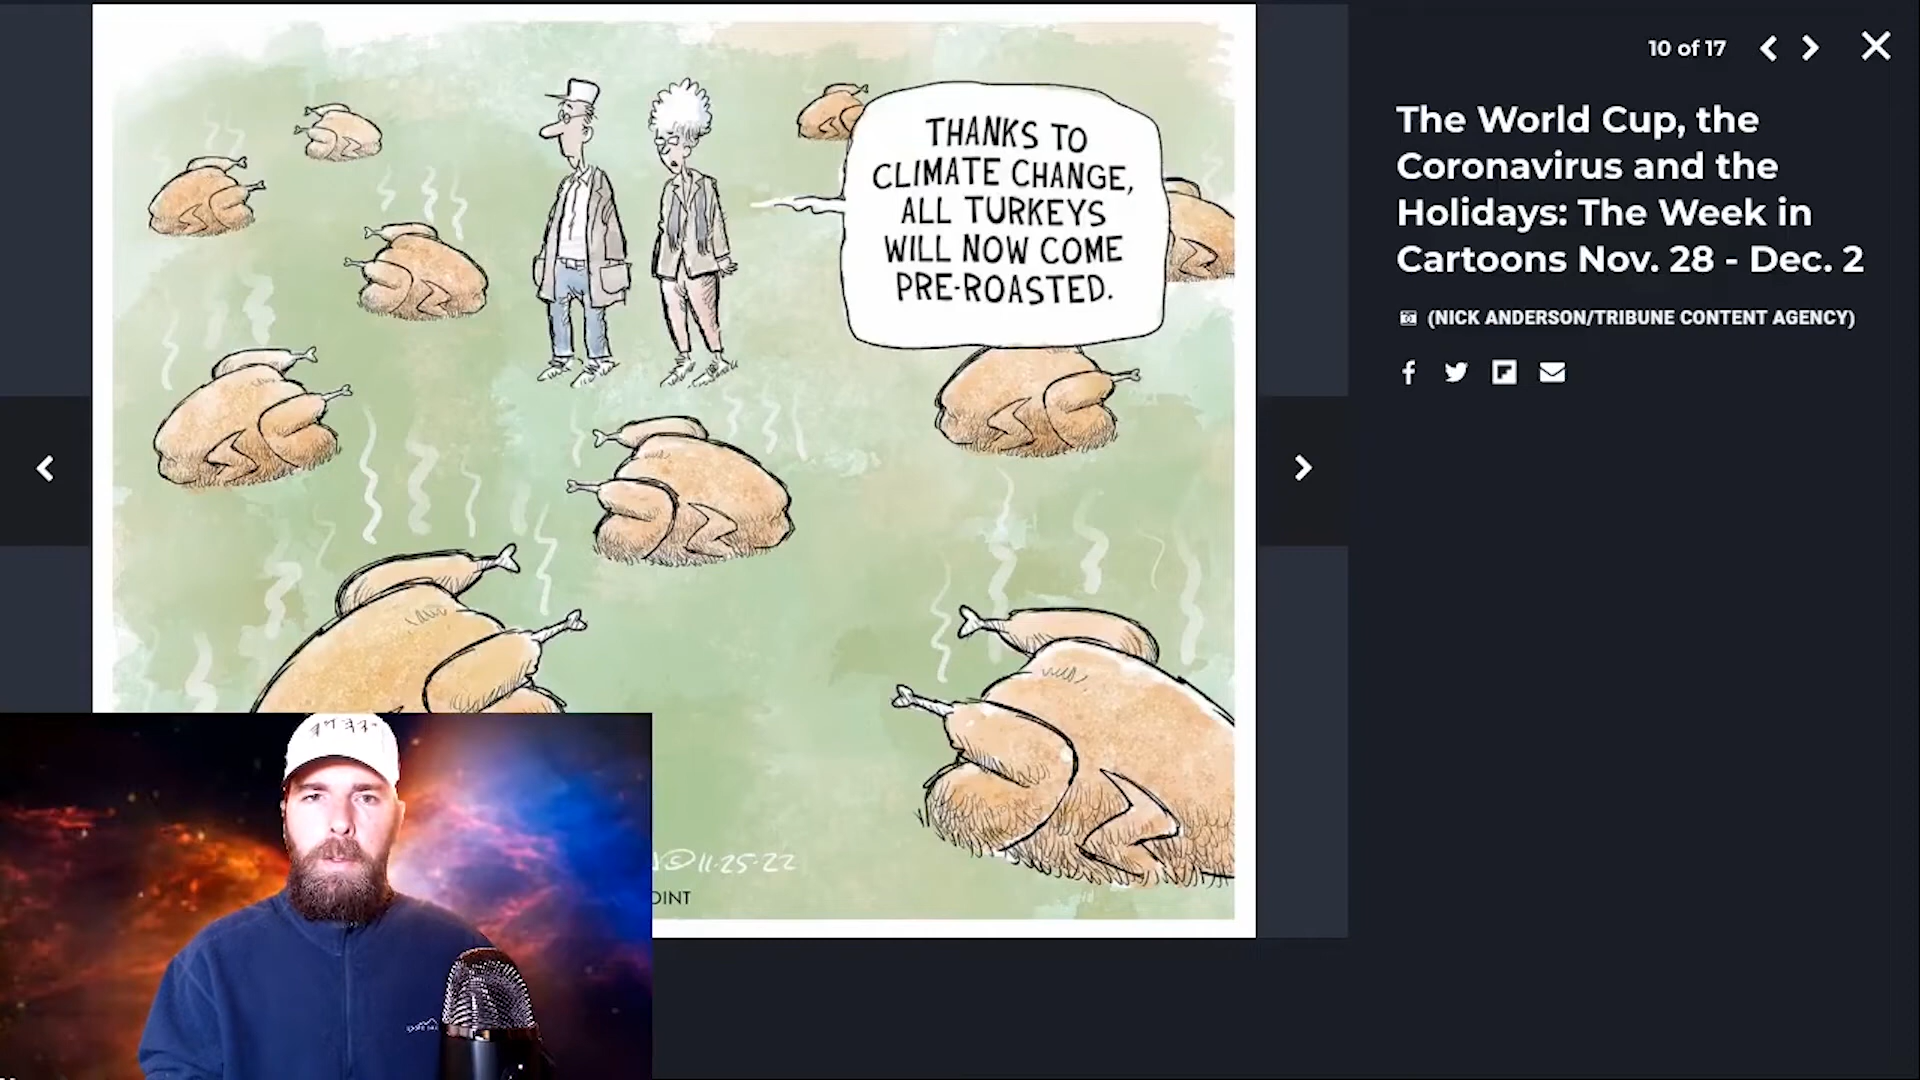 10 of 17
The World Cup, the
Coronavirus and the
Holidays: The Week in
Cartoons Nov. 28 - Dec. 2
(NICK ANDERSON/TRIBUNE CONTENT AGENCY)
THANKS TO
CLIMATE CHANGE,
ALL TURKEYS
WILL NOW COME
PRE-ROASTED.
©11-25-22
OINT